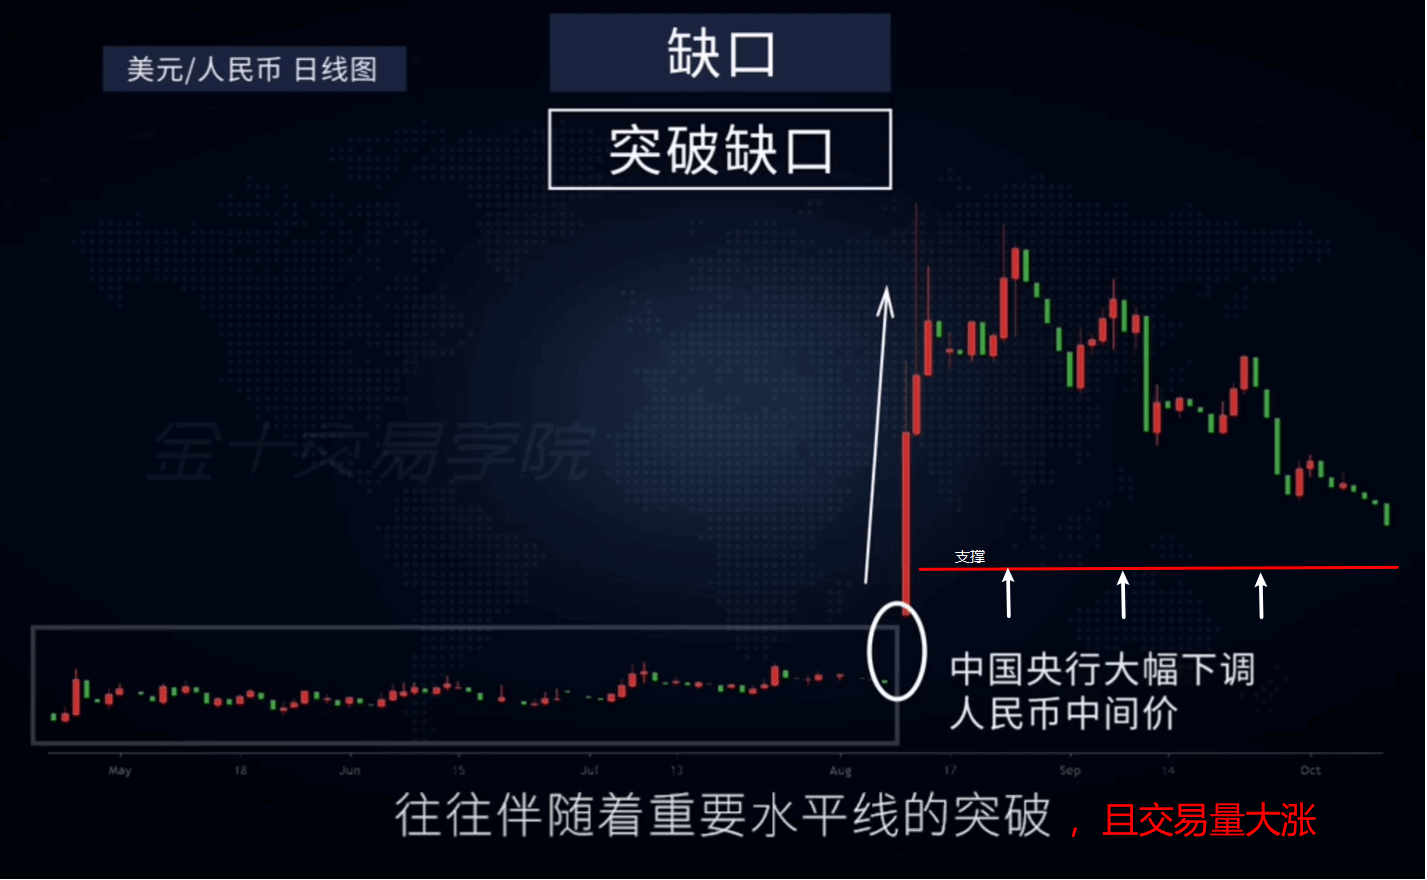 缺口
美元/人民币 日线图
突破缺口
金十交易学院
支撑
中国央行大幅下调
人民币中间价
May 18 Jun 15 Jul 13 Aug 17 Sep 14 Oct
往往伴随着重要水平线的突破，且交易量大涨